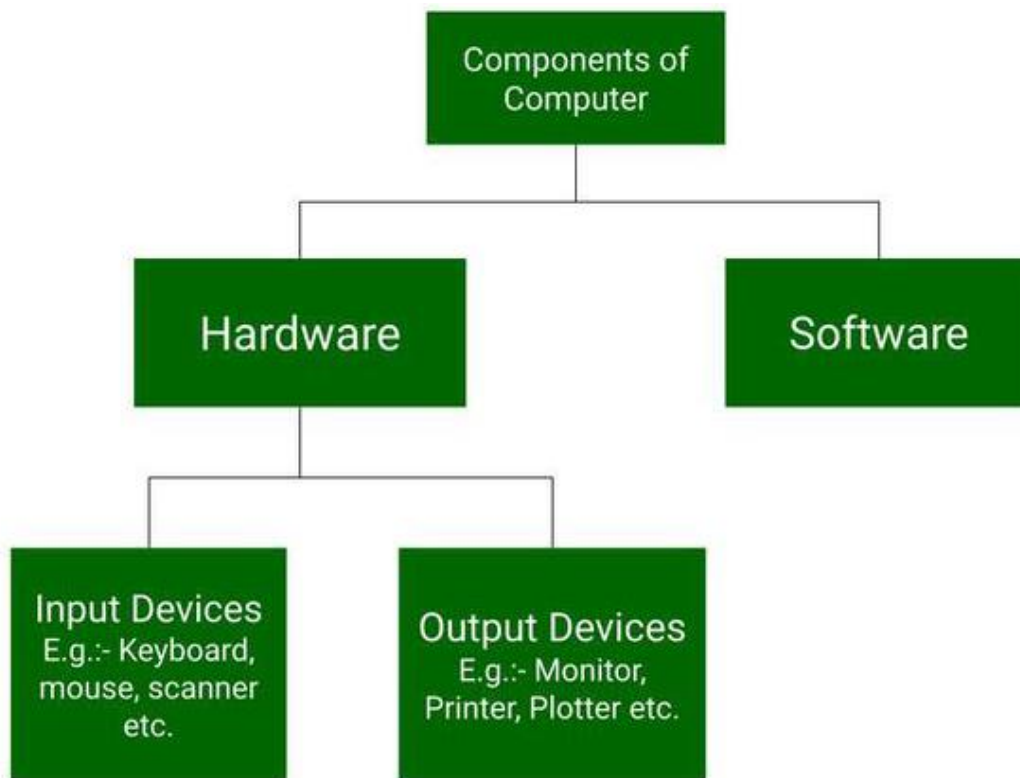 Components of
Computer
Hardware
Software
Input Devices
E.g.:- Keyboard,
mouse, scanner
etc.
Output Devices
E.g.:- Monitor,
Printer, Plotter etc.